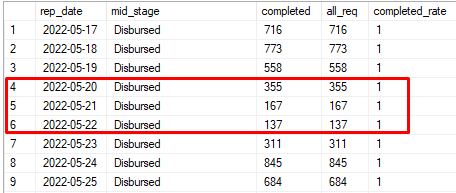 rep_date mid_stage completed all_req completed_rate
1 2022-05-17 Disbursed 716 716 1
2 2022-05-18 Disbursed 773 773 1
3 2022-05-19 Disbursed 558 558 1
4 2022-05-20 Disbursed 355 355 1
5 2022-05-21 Disbursed 167 167 1
6 2022-05-22 Disbursed 137 137 1
7 2022-05-23 Disbursed 311 311 1
8 2022-05-24 Disbursed 845 845 1
9 2022-05-25 Disbursed 684 684 1